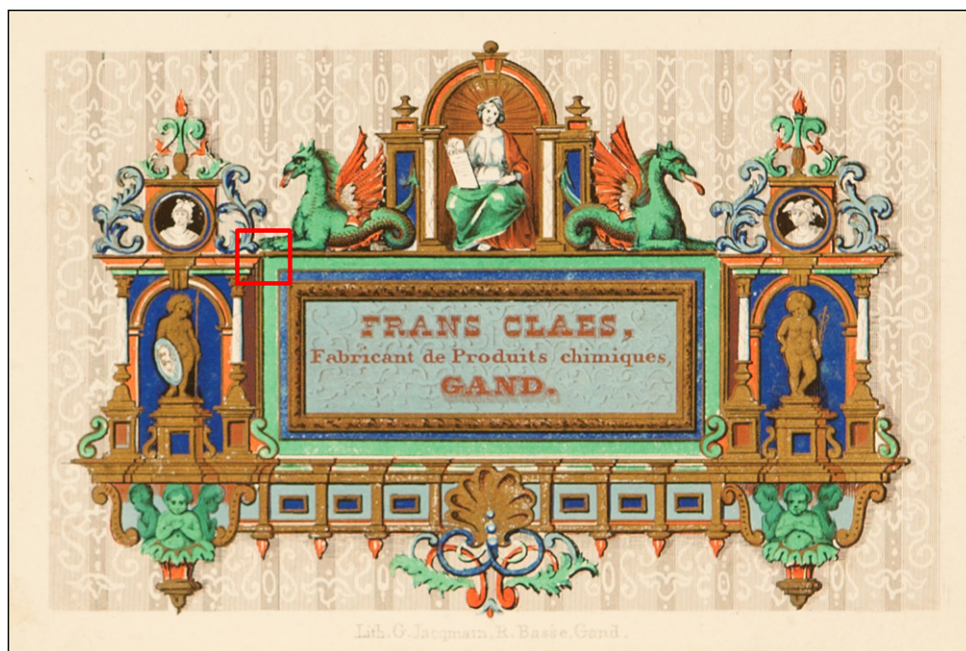 FRANS CLAES,
Fabricant de Produits chimiques,
GAND.
Lith. G. Jacqmain, R. Basse, Gand.